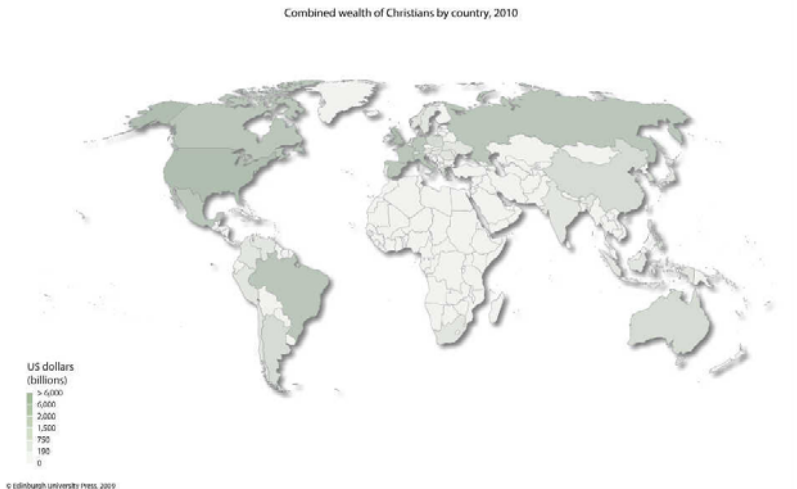 Combined wealth of Christians by country, 2010
US dollars
(billions)
>6,000
6,000
2,000
1,500
750
190
0
© Edinburgh University Press, 2009